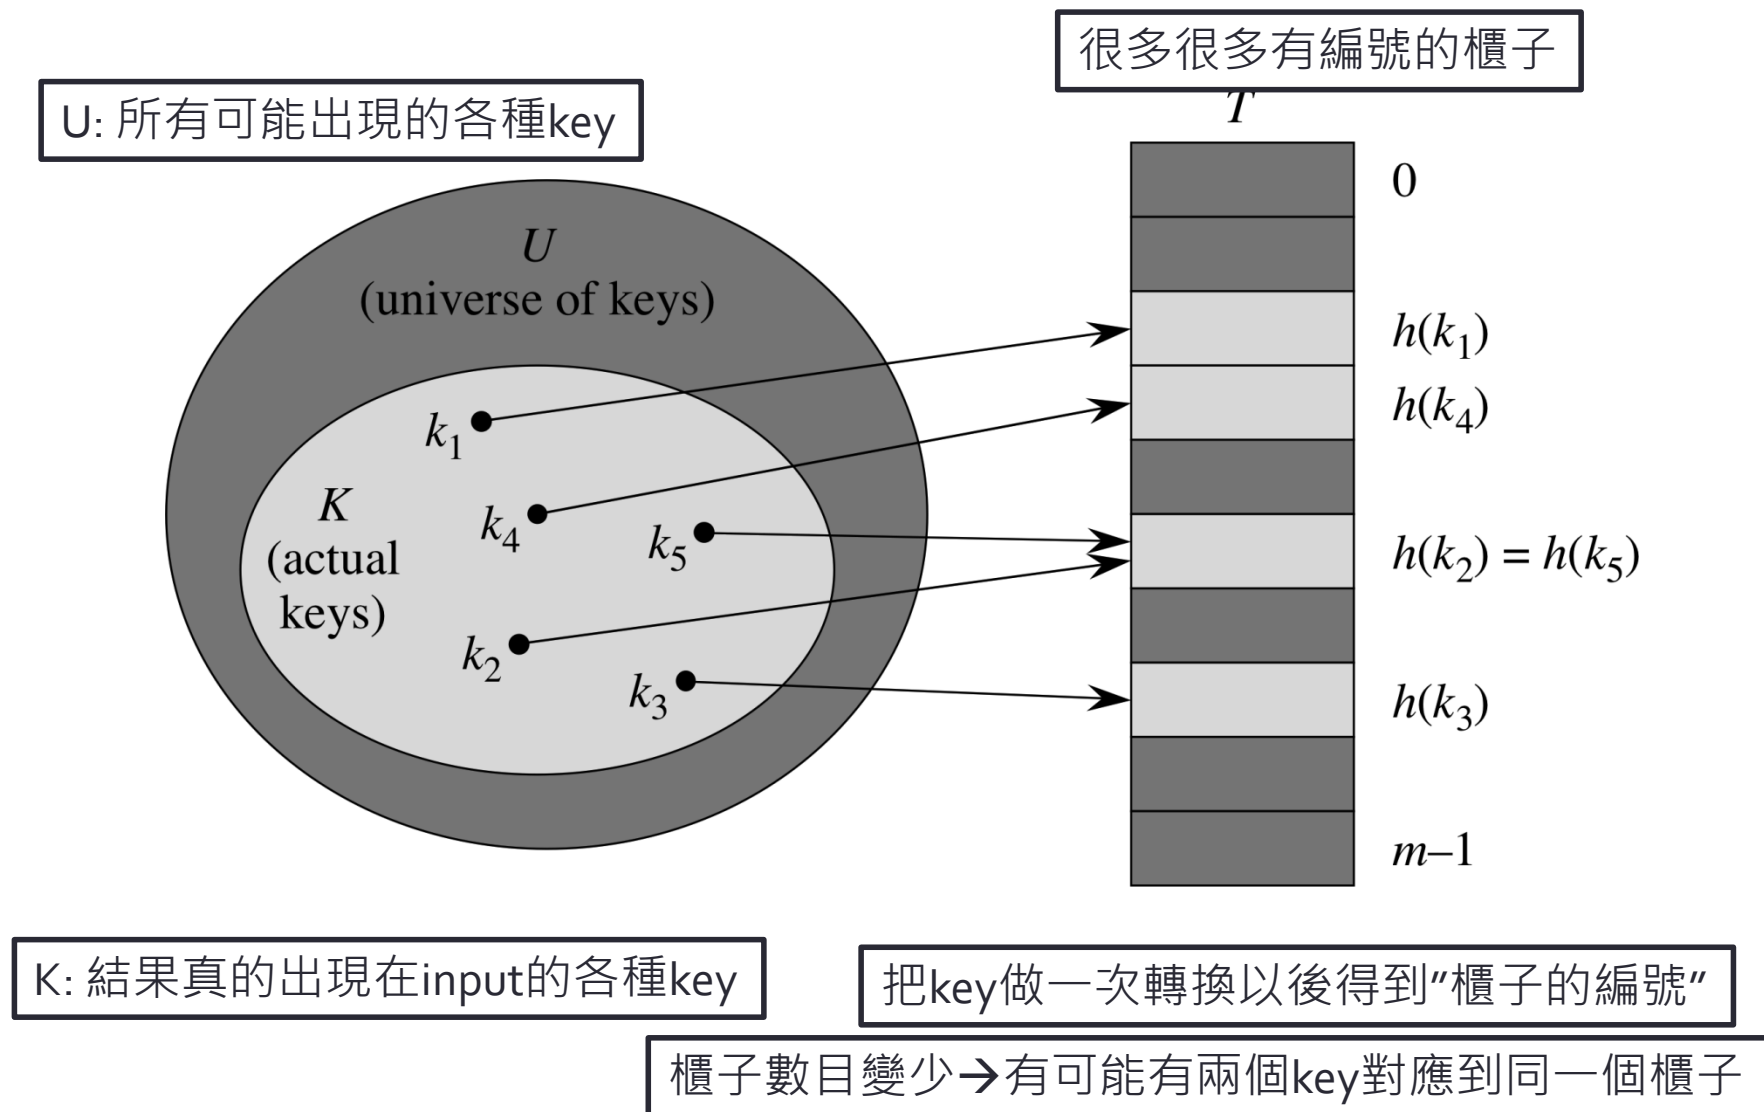 很多很多有編號的櫃子
U: 所有可能出現的各種key
T
0
U
(universe of keys)
h(k₁)
k₁
h(k₄)
K
(actual
keys)
k₄
k₅
h(k₂) = h(k₅)
k₂
k₃
h(k₃)
m–1
K: 結果真的出現在input的各種key
把key做一次轉換以後得到”櫃子的編號”
櫃子數目變少→有可能有兩個key對應到同一個櫃子